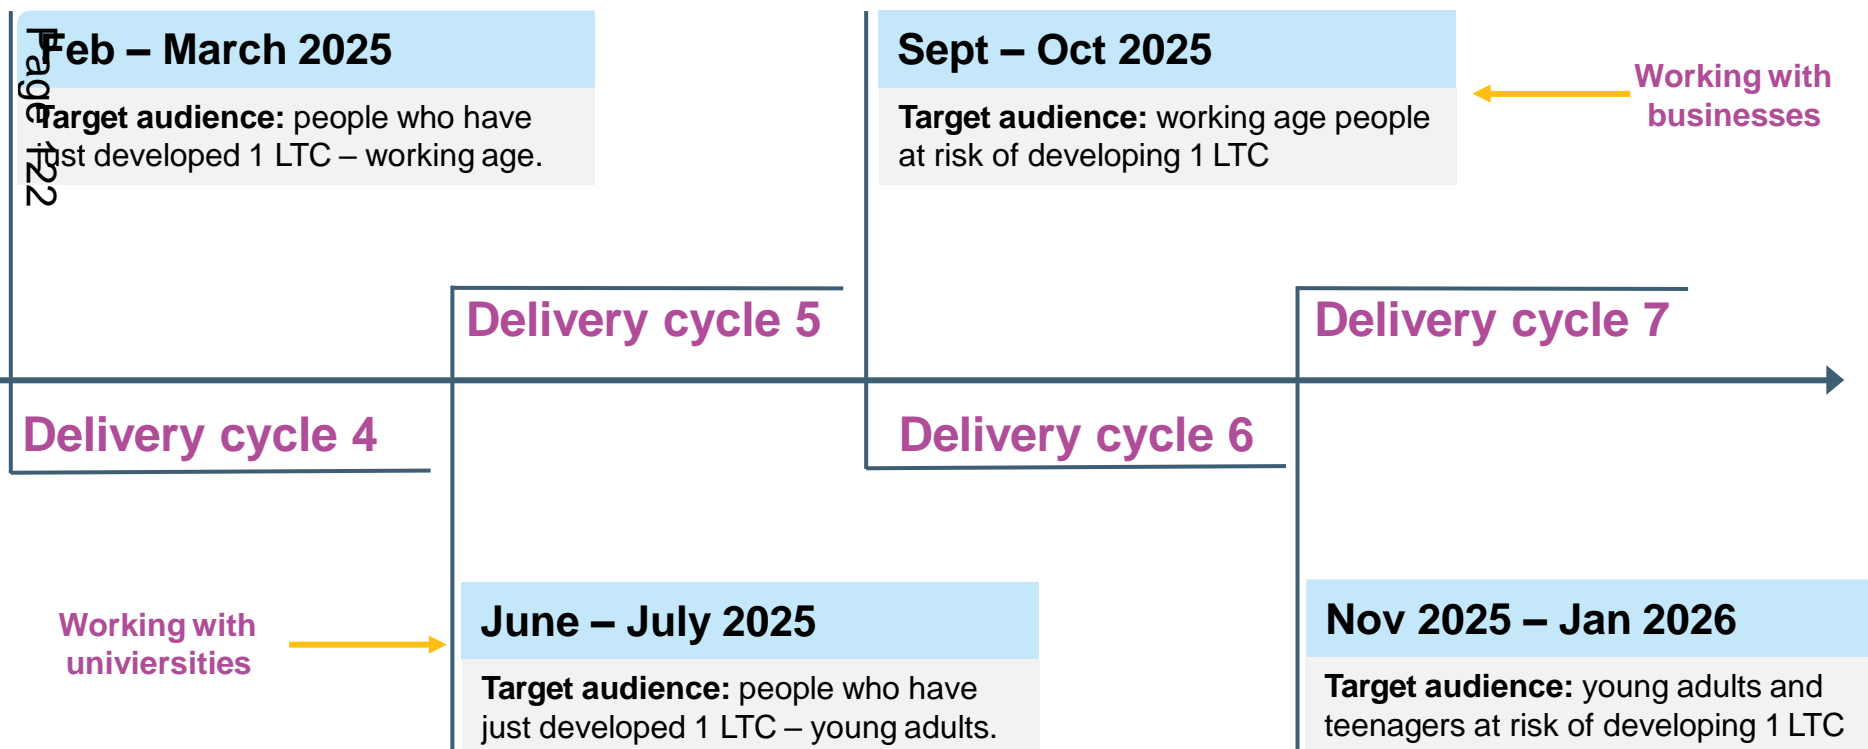 Page 122
Feb – March 2025
Target audience: people who have
just developed 1 LTC – working age.
Sept – Oct 2025
Target audience: working age people
at risk of developing 1 LTC
Working with
businesses
Delivery cycle 5
Delivery cycle 7
Delivery cycle 4
Delivery cycle 6
Working with
univiersities
June – July 2025
Target audience: people who have
just developed 1 LTC – young adults.
Nov 2025 – Jan 2026
Target audience: young adults and
teenagers at risk of developing 1 LTC